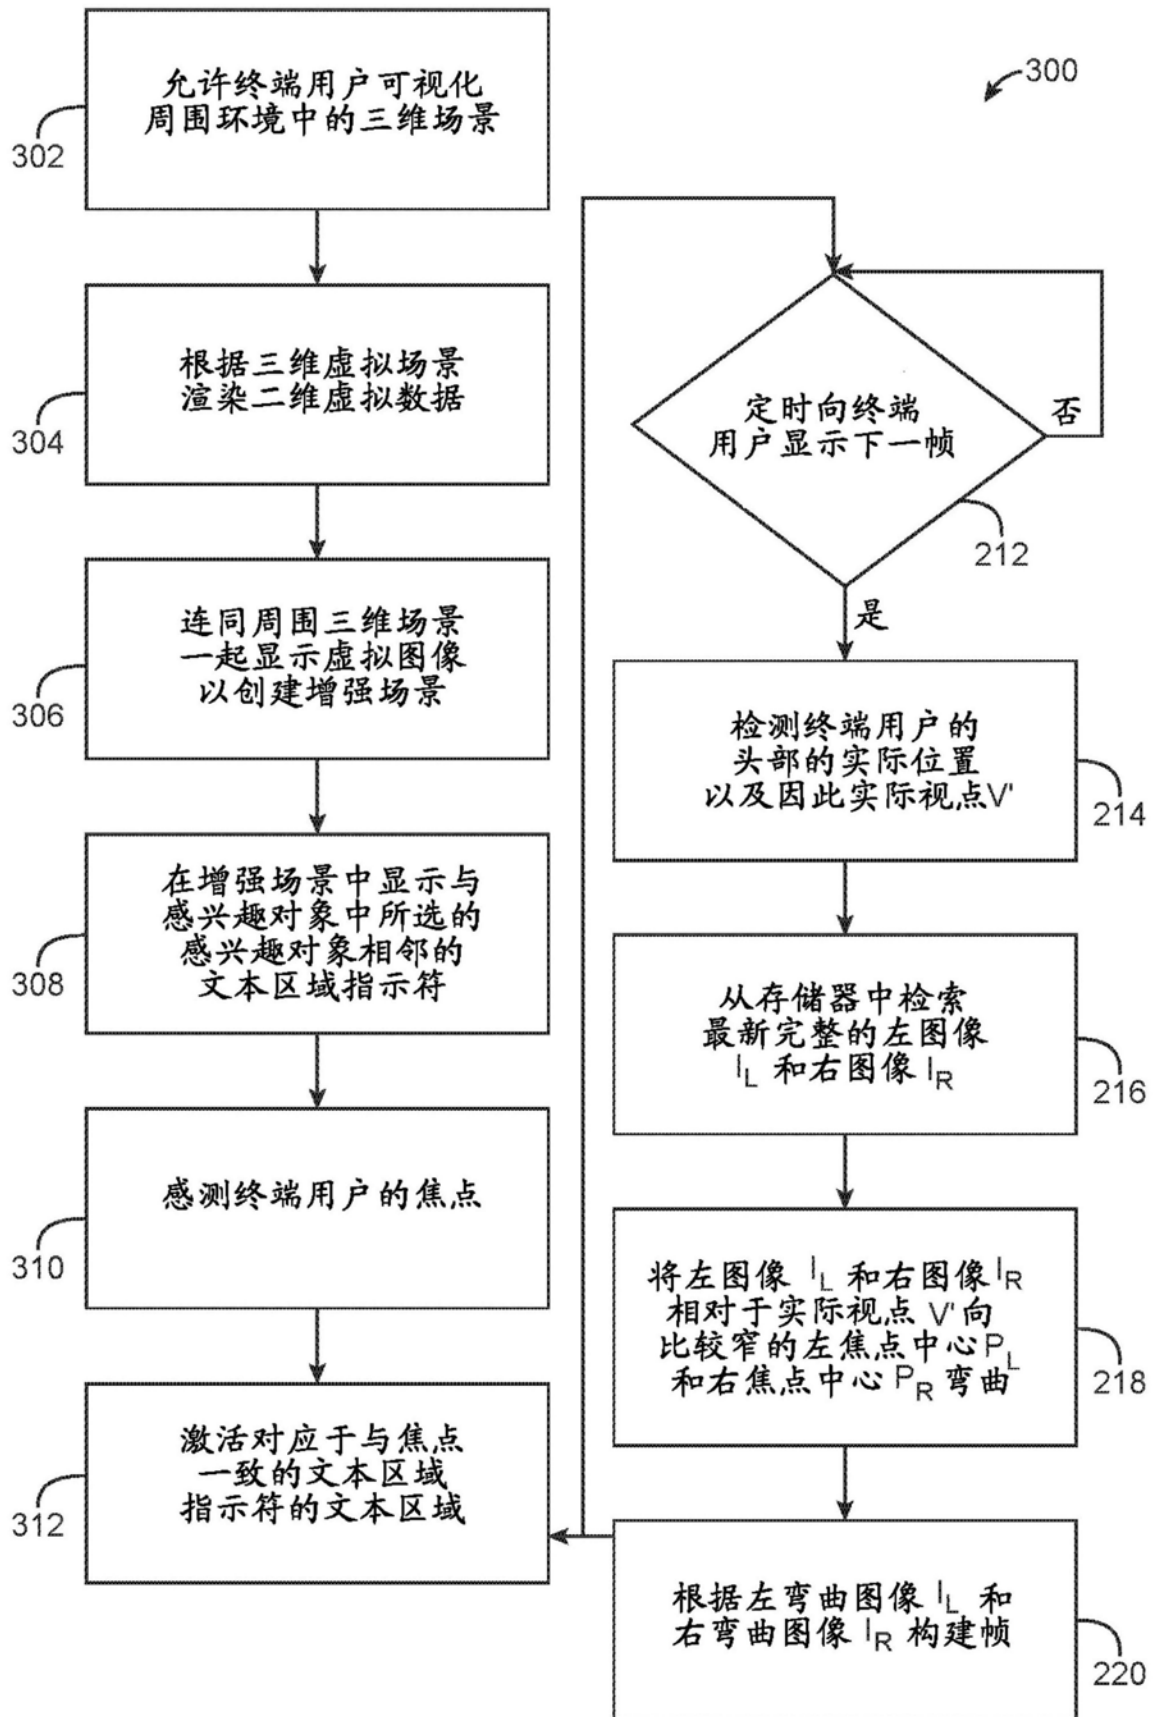 300
允许终端用户可视化
周围环境中的三维场景
302
根据三维虚拟场景
渲染二维虚拟数据
304
连同周围三维场景
一起显示虚拟图像
以创建增强场景
306
在增强场景中显示与
感兴趣对象中所选的
感兴趣对象相邻的
文本区域指示符
308
感测终端用户的焦点
310
激活对应于与焦点
一致的文本区域
指示符的文本区域
312
定时向终端
用户显示下一帧
否
212
是
检测终端用户的
头部的实际位置
以及因此实际视点V'
214
从存储器中检索
最新完整的左图像
I_L 和右图像 I_R
216
将左图像 I_L 和右图像 I_R
相对于实际视点 V' 向
比较窄的左焦点中心 P_L
和右焦点中心 P_R 弯曲
218
根据左弯曲图像 I_L 和
右弯曲图像 I_R 构建帧
220